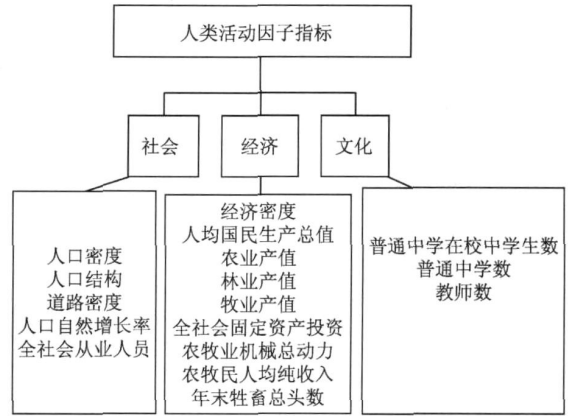 人类活动因子指标
社会
经济
文化
人口密度
人口结构
道路密度
人口自然增长率
全社会从业人员
经济密度
人均国民生产总值
农业产值
林业产值
牧业产值
全社会固定资产投资
农牧业机械总动力
农牧民人均纯收入
年末牲畜总头数
普通中学在校中学生数
普通中学数
教师数